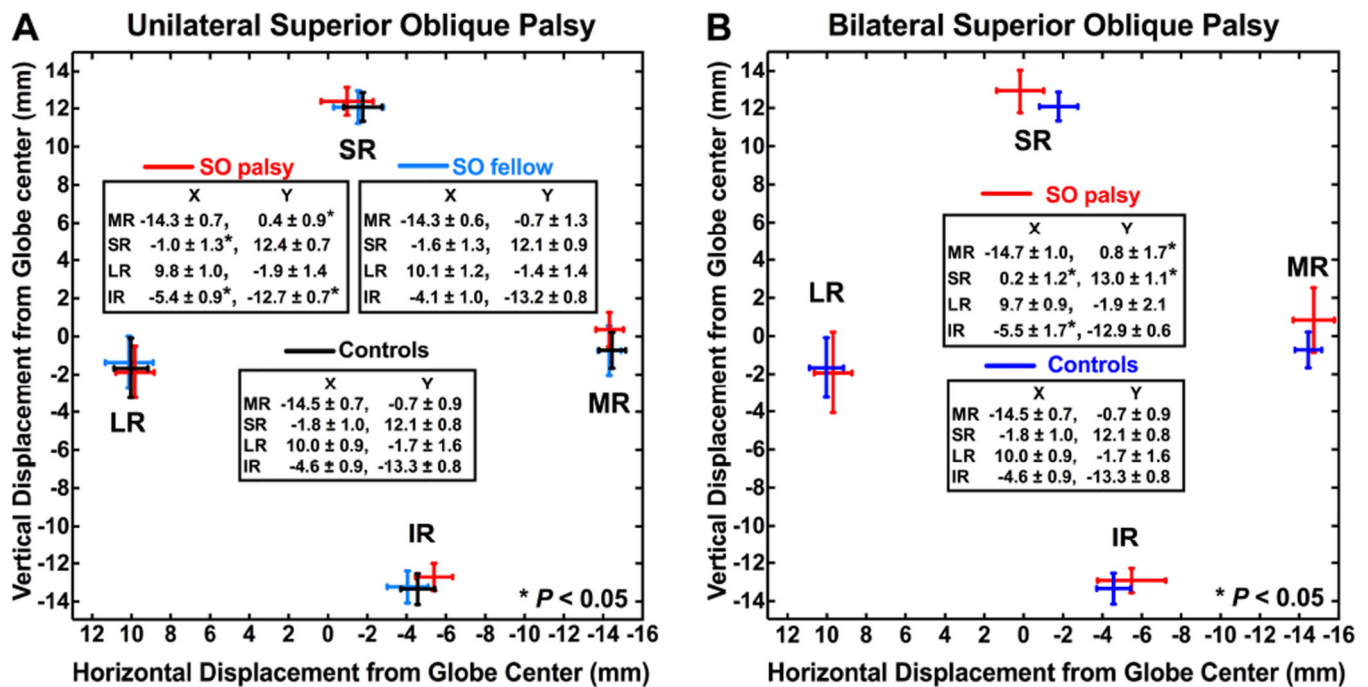 A Unilateral Superior Oblique Palsy
Vertical Displacement from Globe center (mm)
14
12
10
8
6
4
2
0
-2
-4
-6
-8
-10
-12
-14
SR
SO palsy
X Y
MR -14.3 ± 0.7, 0.4 ± 0.9*
SR -1.0 ± 1.3*, 12.4 ± 0.7
LR 9.8 ± 1.0, -1.9 ± 1.4
IR -5.4 ± 0.9*, -12.7 ± 0.7*
SO fellow
X Y
MR -14.3 ± 0.6, -0.7 ± 1.3
SR -1.6 ± 1.3, 12.1 ± 0.9
LR 10.1 ± 1.2, -1.4 ± 1.4
IR -4.1 ± 1.0, -13.2 ± 0.8
LR
MR
Controls
X Y
MR -14.5 ± 0.7, -0.7 ± 0.9
SR -1.8 ± 1.0, 12.1 ± 0.8
LR 10.0 ± 0.9, -1.7 ± 1.6
IR -4.6 ± 0.9, -13.3 ± 0.8
IR
* P < 0.05
12 10 8 6 4 2 0 -2 -4 -6 -8 -10 -12 -14 -16
Horizontal Displacement from Globe Center (mm)
B Bilateral Superior Oblique Palsy
Vertical Displacement from Globe center (mm)
14
12
10
8
6
4
2
0
-2
-4
-6
-8
-10
-12
-14
SR
SO palsy
X Y
MR -14.7 ± 1.0, 0.8 ± 1.7*
SR 0.2 ± 1.2*, 13.0 ± 1.1*
LR 9.7 ± 0.9, -1.9 ± 2.1
IR -5.5 ± 1.7*, -12.9 ± 0.6
LR
MR
Controls
X Y
MR -14.5 ± 0.7, -0.7 ± 0.9
SR -1.8 ± 1.0, 12.1 ± 0.8
LR 10.0 ± 0.9, -1.7 ± 1.6
IR -4.6 ± 0.9, -13.3 ± 0.8
IR
* P < 0.05
12 10 8 6 4 2 0 -2 -4 -6 -8 -10 -12 -14 -16
Horizontal Displacement from Globe Center (mm)